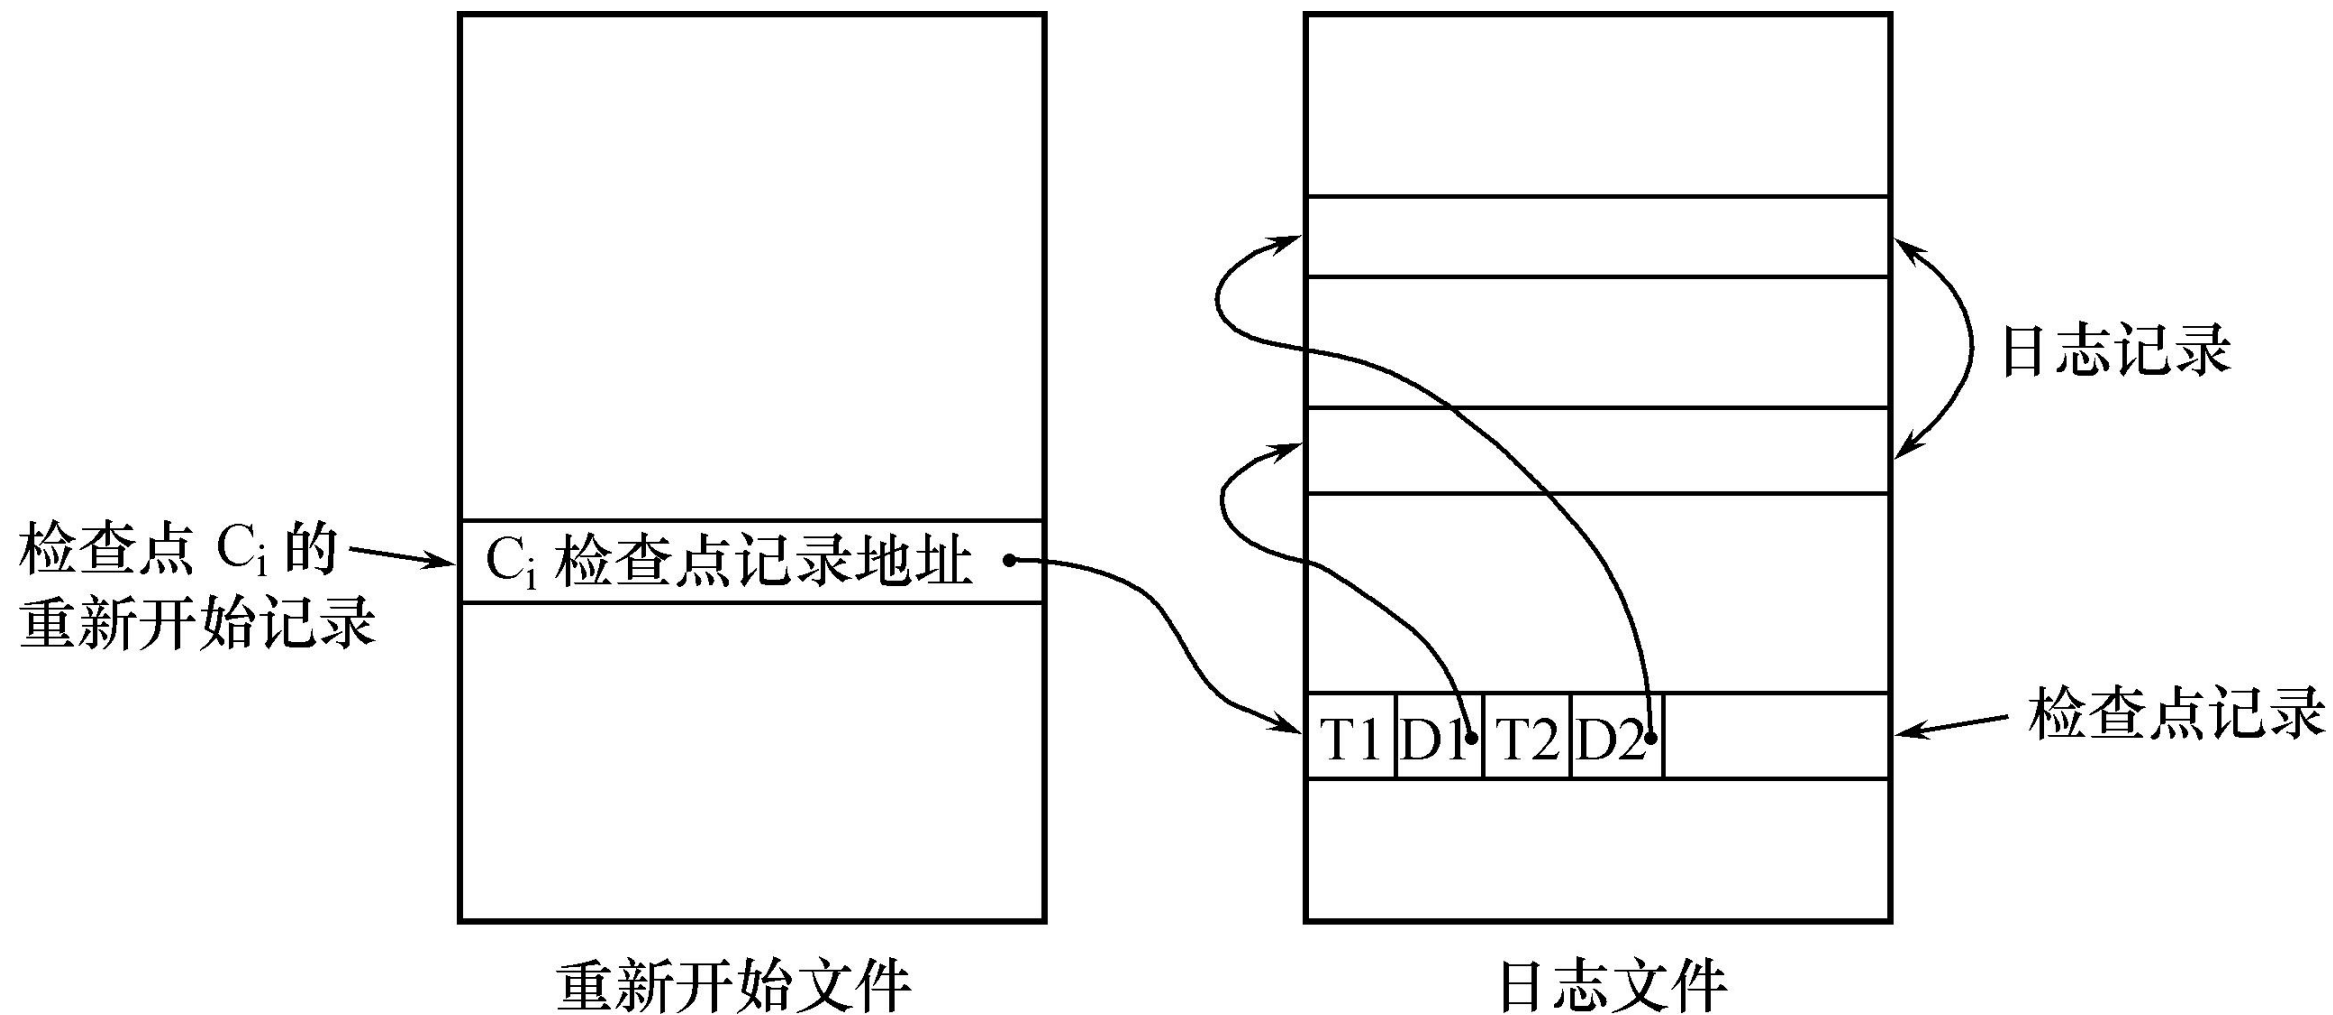 日志记录
检查点 Ci 的
重新开始记录
Ci 检查点记录地址
T1 D1 T2 D2
检查点记录
重新开始文件
日志文件